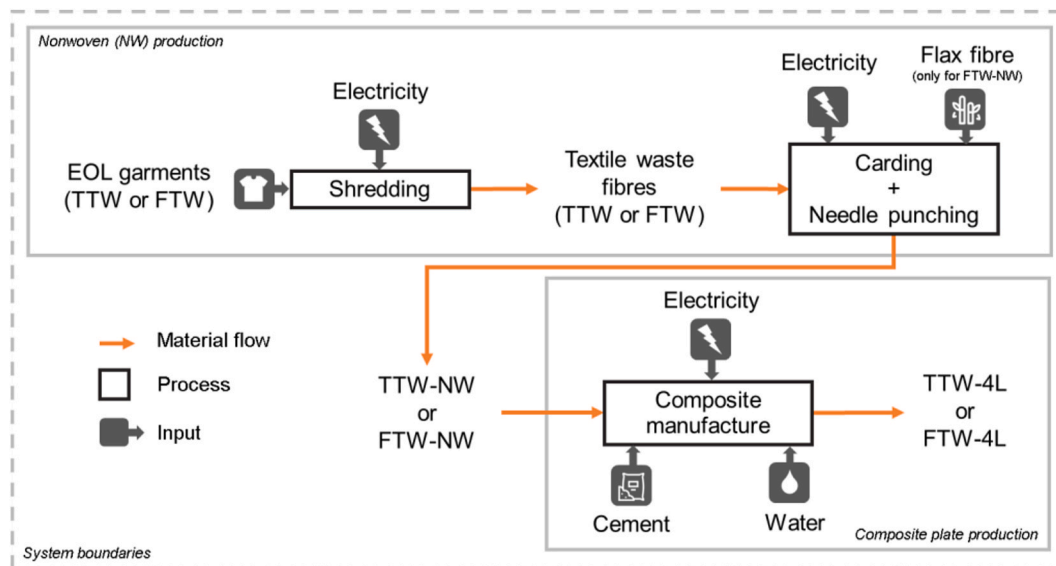 Nonwoven (NW) production
Electricity
EOL garments
(TTW or FTW)
Shredding
Textile waste
fibres
(TTW or FTW)
Electricity
Flax fibre
(only for FTW-NW)
Carding
+
Needle punching
Material flow
Process
Input
TTW-NW
or
FTW-NW
Electricity
Composite
manufacture
Cement
Water
TTW-4L
or
FTW-4L
Composite plate production
System boundaries